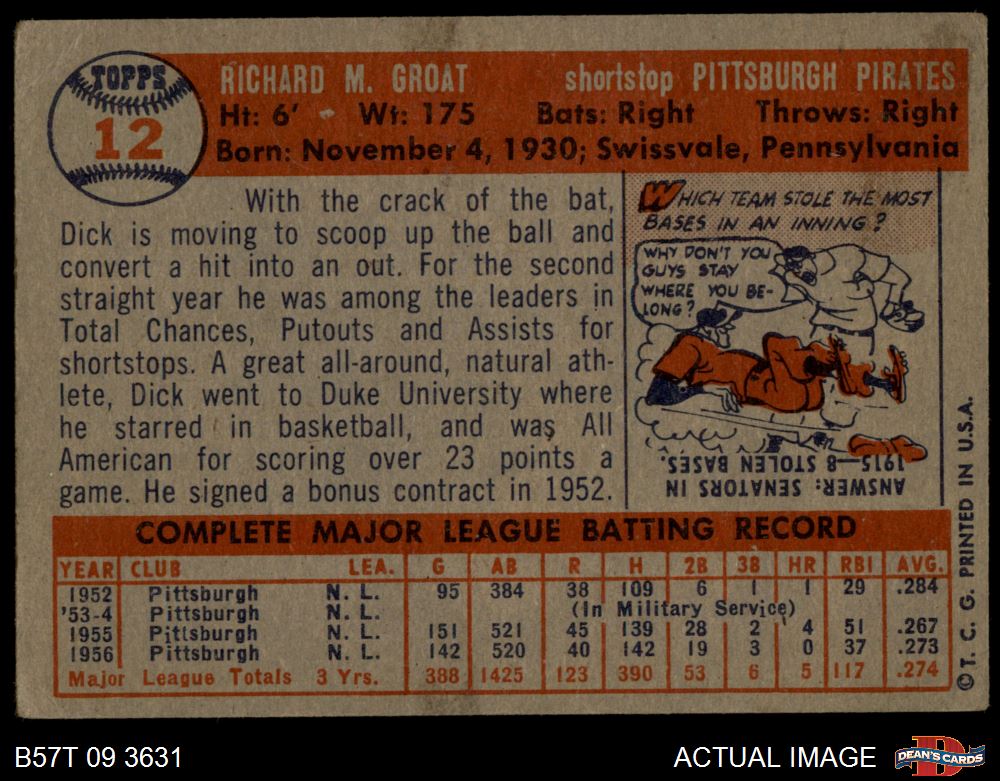 TOPPS
12
RICHARD M. GROAT shortstop PITTSBURGH PIRATES
Ht: 6' Wt: 175 Bats: Right Throws: Right
Born: November 4, 1930; Swissvale, Pennsylvania
With the crack of the bat,
Dick is moving to scoop up the ball and
convert a hit into an out. For the second
straight year he was among the leaders in
Total Chances, Putouts and Assists for
shortstops. A great all-around, natural ath-
lete, Dick went to Duke University where
he starred in basketball, and was All
American for scoring over 23 points a
game. He signed a bonus contract in 1952.
WHICH TEAM STOLE THE MOST
BASES IN AN INNING?
WHY DON'T YOU
GUYS STAY
WHERE YOU BE-
LONG?
ANSWER: SENATORS IN
1915—8 STOLEN BASES.
COMPLETE MAJOR LEAGUE BATTING RECORD
YEAR CLUB LEA. G AB R H 2B 3B HR RBI AVG.
1952 Pittsburgh N. L. 95 384 38 109 6 1 1 29 .284
'53-4 Pittsburgh N. L. (In Military Service)
1955 Pittsburgh N. L. 151 521 45 139 28 2 4 51 .267
1956 Pittsburgh N. L. 142 520 40 142 19 3 0 37 .273
Major League Totals 3 Yrs. 388 1425 123 390 53 6 5 117 .274
©T. C. G. PRINTED IN U.S.A.
B57T 09 3631
ACTUAL IMAGE
D
DEAN'S CARDS